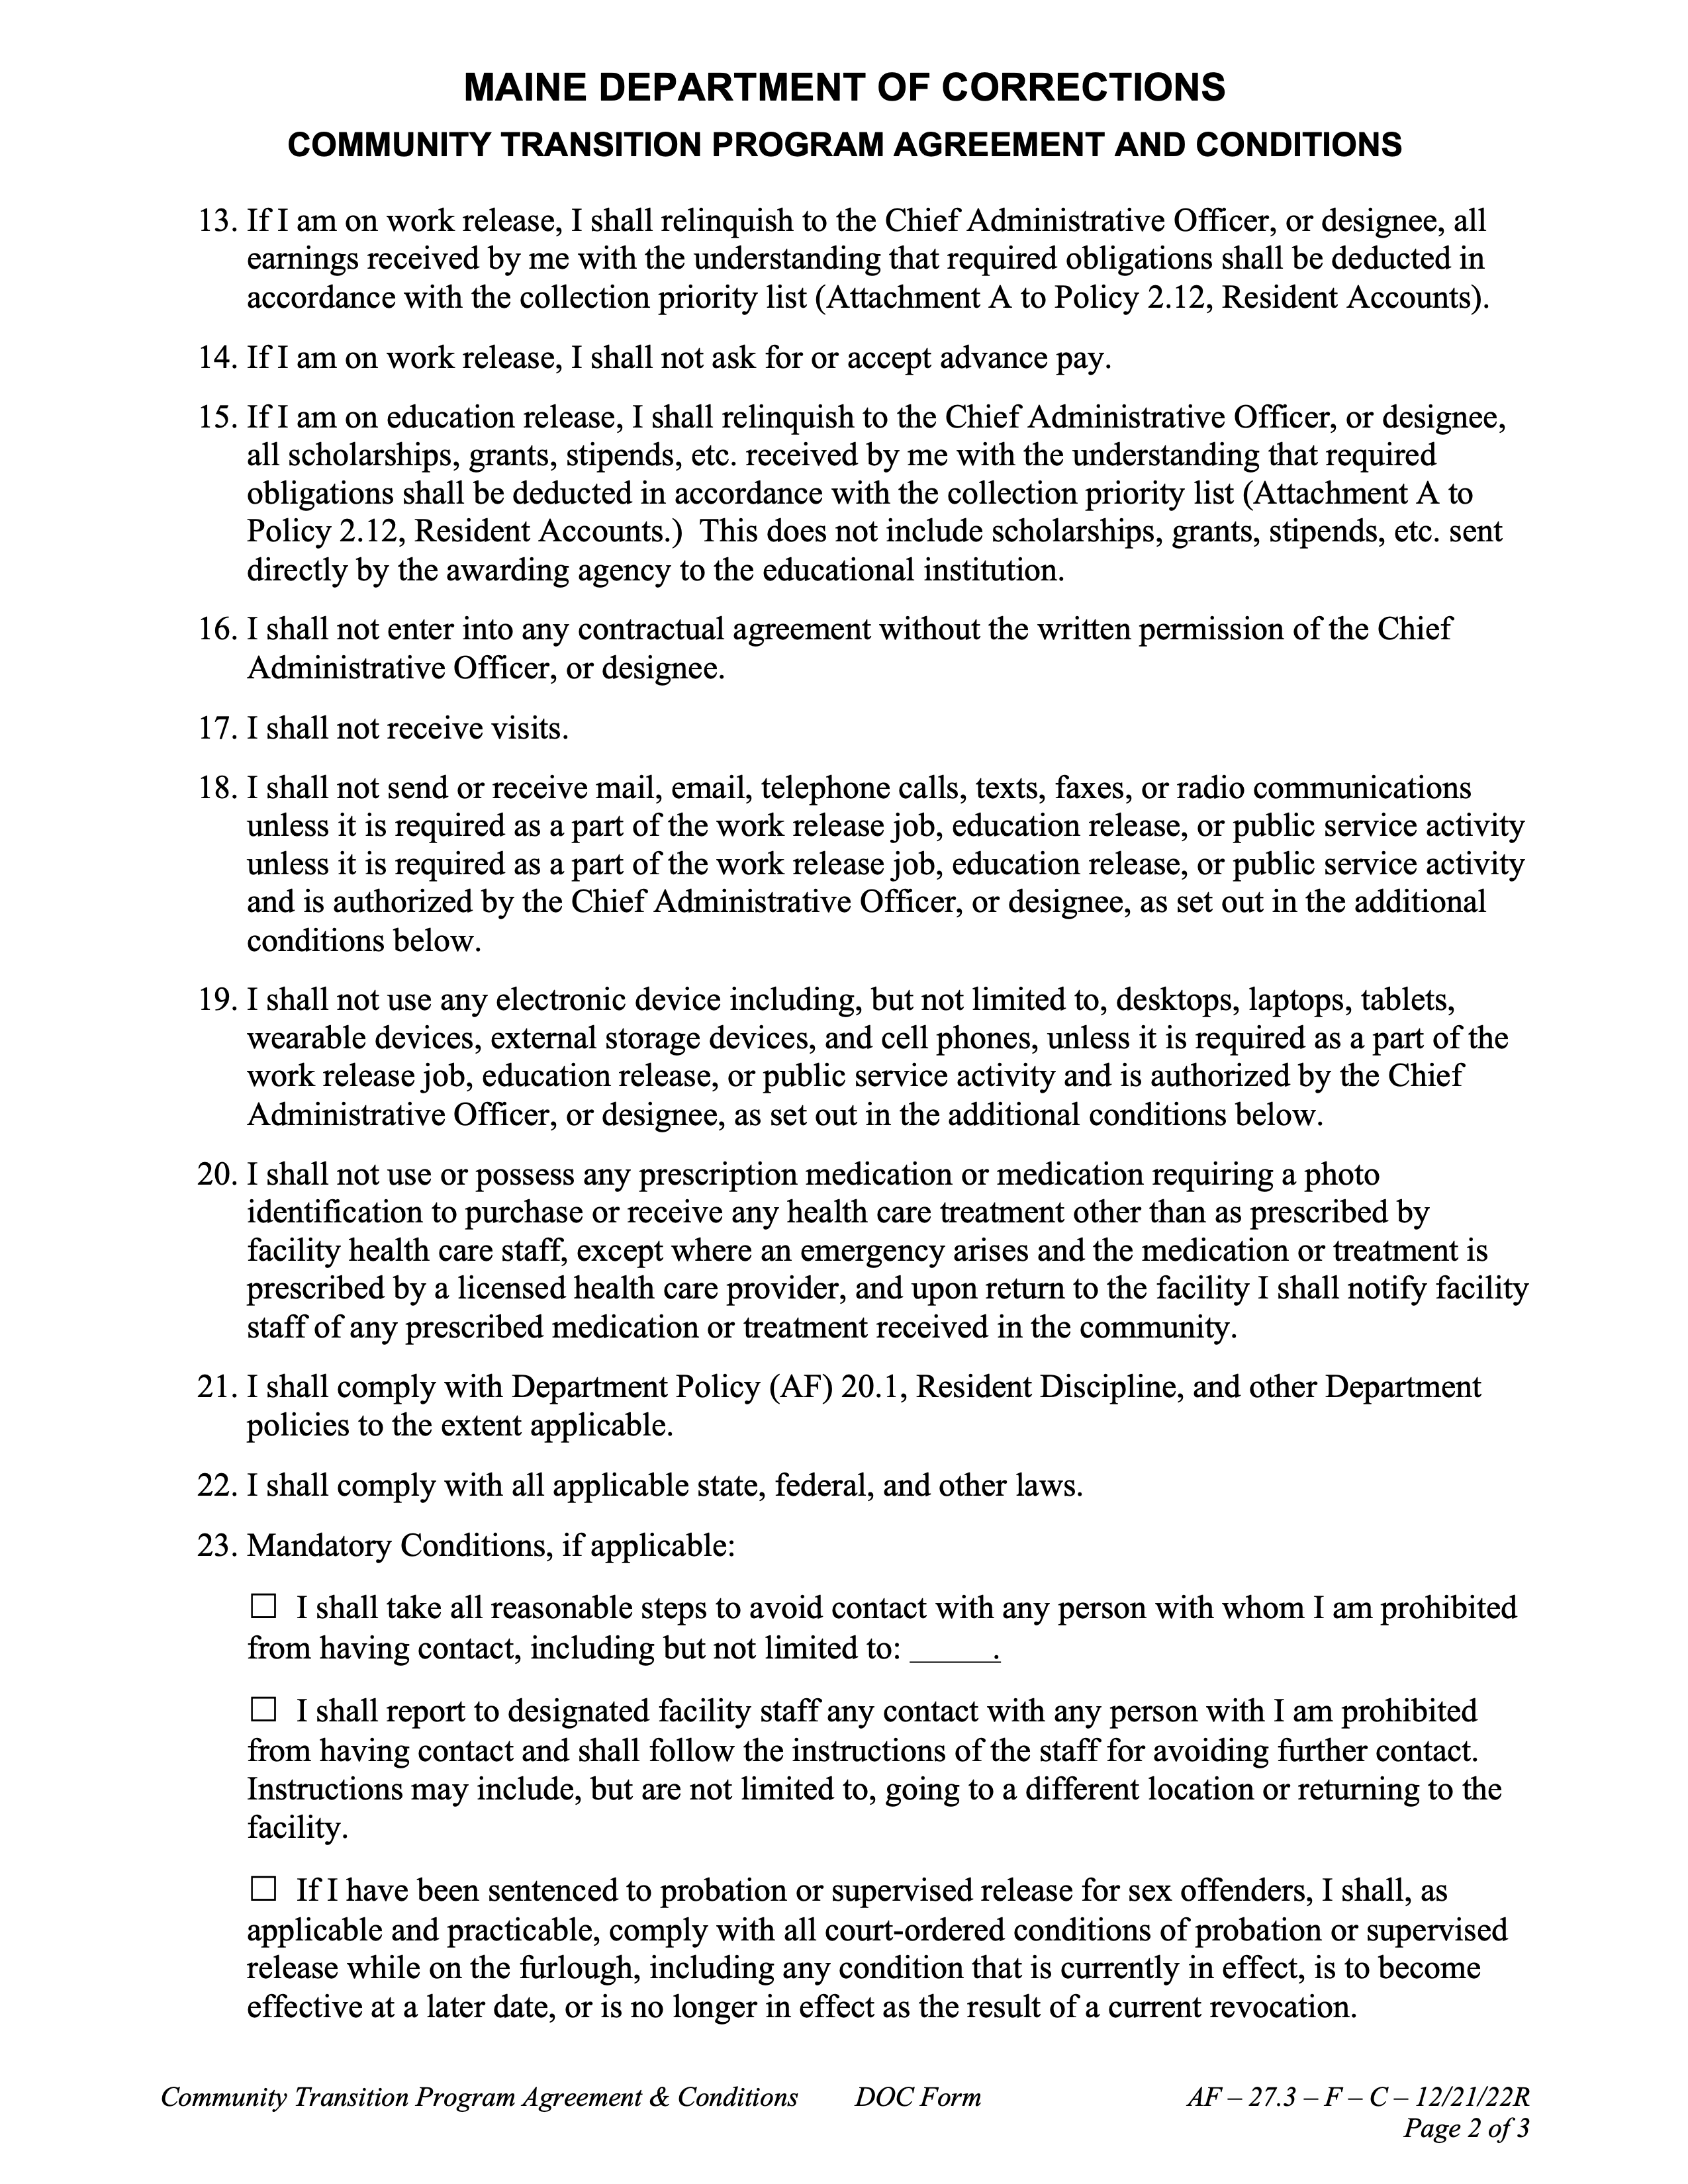 MAINE DEPARTMENT OF CORRECTIONS
COMMUNITY TRANSITION PROGRAM AGREEMENT AND CONDITIONS
13. If I am on work release, I shall relinquish to the Chief Administrative Officer, or designee, all
earnings received by me with the understanding that required obligations shall be deducted in
accordance with the collection priority list (Attachment A to Policy 2.12, Resident Accounts).
14. If I am on work release, I shall not ask for or accept advance pay.
15. If I am on education release, I shall relinquish to the Chief Administrative Officer, or designee,
all scholarships, grants, stipends, etc. received by me with the understanding that required
obligations shall be deducted in accordance with the collection priority list (Attachment A to
Policy 2.12, Resident Accounts.)  This does not include scholarships, grants, stipends, etc. sent
directly by the awarding agency to the educational institution.
16. I shall not enter into any contractual agreement without the written permission of the Chief
Administrative Officer, or designee.
17. I shall not receive visits.
18. I shall not send or receive mail, email, telephone calls, texts, faxes, or radio communications
unless it is required as a part of the work release job, education release, or public service activity
unless it is required as a part of the work release job, education release, or public service activity
and is authorized by the Chief Administrative Officer, or designee, as set out in the additional
conditions below.
19. I shall not use any electronic device including, but not limited to, desktops, laptops, tablets,
wearable devices, external storage devices, and cell phones, unless it is required as a part of the
work release job, education release, or public service activity and is authorized by the Chief
Administrative Officer, or designee, as set out in the additional conditions below.
20. I shall not use or possess any prescription medication or medication requiring a photo
identification to purchase or receive any health care treatment other than as prescribed by
facility health care staff, except where an emergency arises and the medication or treatment is
prescribed by a licensed health care provider, and upon return to the facility I shall notify facility
staff of any prescribed medication or treatment received in the community.
21. I shall comply with Department Policy (AF) 20.1, Resident Discipline, and other Department
policies to the extent applicable.
22. I shall comply with all applicable state, federal, and other laws.
23. Mandatory Conditions, if applicable:
☐ I shall take all reasonable steps to avoid contact with any person with whom I am prohibited
from having contact, including but not limited to: _____.
☐ I shall report to designated facility staff any contact with any person with I am prohibited
from having contact and shall follow the instructions of the staff for avoiding further contact.
Instructions may include, but are not limited to, going to a different location or returning to the
facility.
☐ If I have been sentenced to probation or supervised release for sex offenders, I shall, as
applicable and practicable, comply with all court-ordered conditions of probation or supervised
release while on the furlough, including any condition that is currently in effect, is to become
effective at a later date, or is no longer in effect as the result of a current revocation.
Community Transition Program Agreement & Conditions DOC Form AF – 27.3 – F – C – 12/21/22R
Page 2 of 3